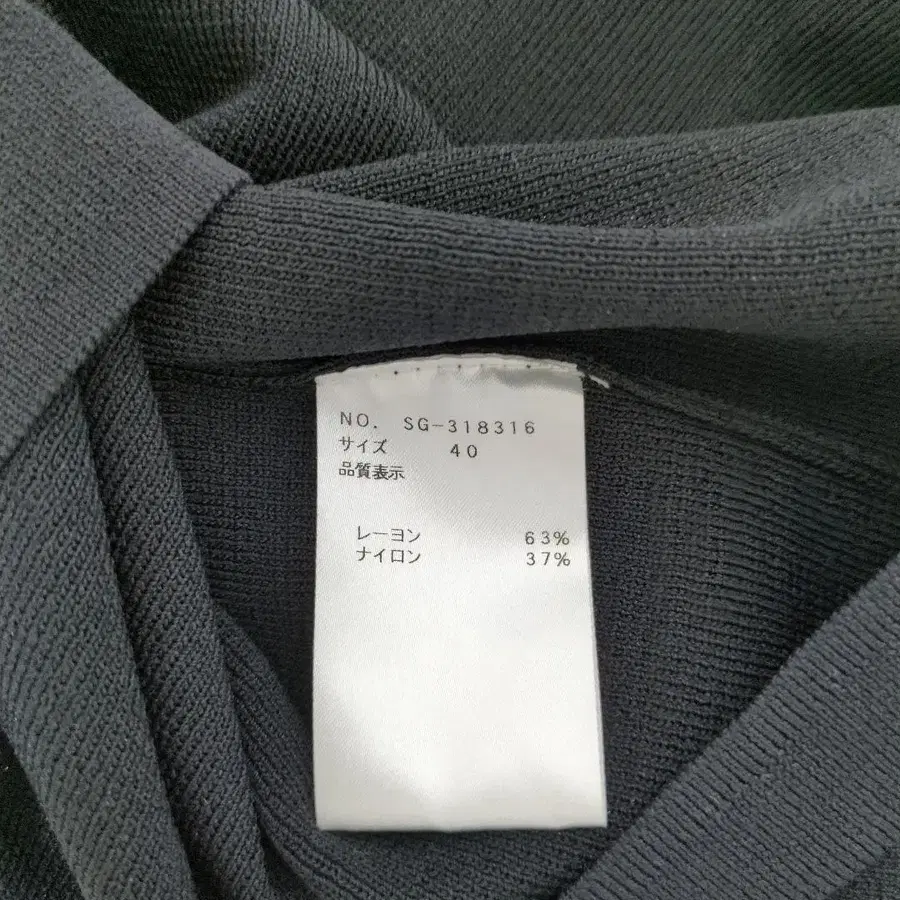 NO. SG-318316
サイズ 40
品質表示
レーヨン 63%
ナイロン 37%